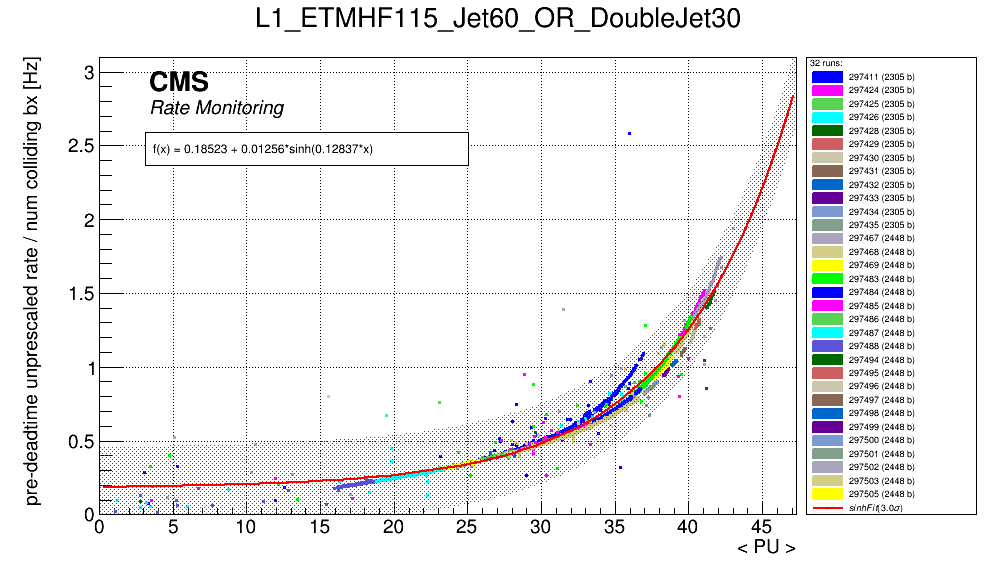 L1_ETMHF115_Jet60_OR_DoubleJet30
pre-deadtime unprescaled rate / num colliding bx [Hz]
3
2.5
2
1.5
1
0.5
0
CMS
Rate Monitoring
f(x) = 0.18523 + 0.01256*sinh(0.12837*x)
0 5 10 15 20 25 30 35 40 45
< PU >
32 runs:
297411 (2305 b)
297424 (2305 b)
297425 (2305 b)
297426 (2305 b)
297428 (2305 b)
297429 (2305 b)
297430 (2305 b)
297431 (2305 b)
297432 (2305 b)
297433 (2305 b)
297434 (2305 b)
297435 (2305 b)
297467 (2448 b)
297468 (2448 b)
297469 (2448 b)
297483 (2448 b)
297484 (2448 b)
297485 (2448 b)
297486 (2448 b)
297487 (2448 b)
297488 (2448 b)
297494 (2448 b)
297495 (2448 b)
297496 (2448 b)
297497 (2448 b)
297498 (2448 b)
297499 (2448 b)
297500 (2448 b)
297501 (2448 b)
297502 (2448 b)
297503 (2448 b)
297505 (2448 b)
sinhFit(3.0σ)